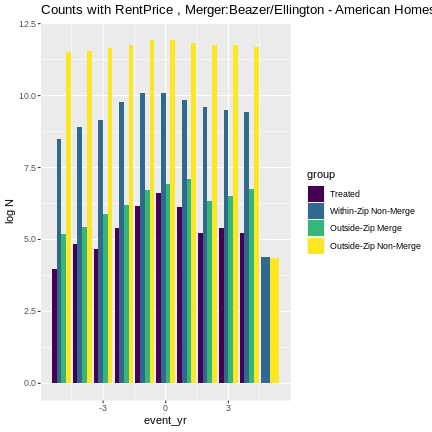 Counts with RentPrice , Merger:Beazer/Ellington - American Homes
12.5
10.0
7.5
5.0
2.5
0.0
log N
-3
0
3
event_yr
group
Treated
Within-Zip Non-Merge
Outside-Zip Merge
Outside-Zip Non-Merge